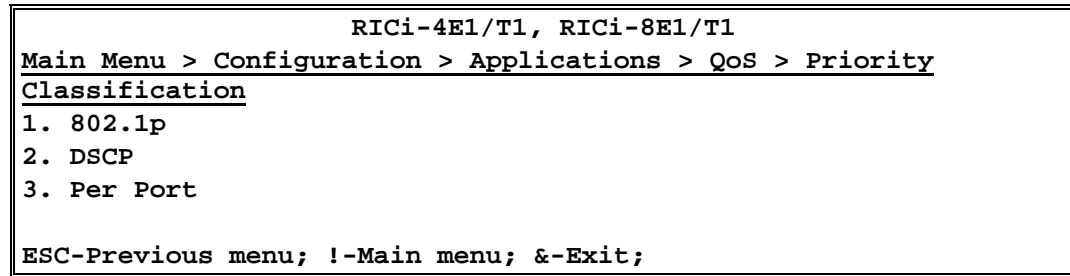 RICi-4E1/T1, RICi-8E1/T1
Main Menu > Configuration > Applications > QoS > Priority
Classification
1. 802.1p
2. DSCP
3. Per Port
ESC-Previous menu; !-Main menu; &-Exit;